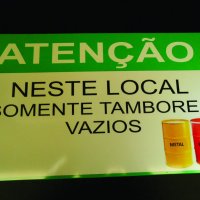 ATENÇÃO
NESTE LOCAL
SOMENTE TAMBORE
VAZIOS
METAL